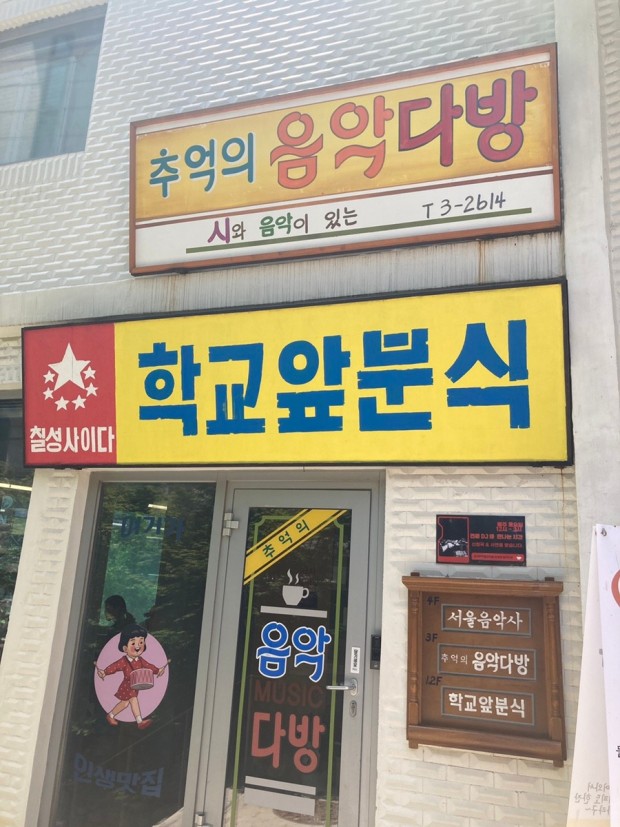 추억의 음악다방
시와 음악이 있는 T 3-2614
칠성사이다
학교앞분식
추억의
음악
MUSIC
다방
인생맛집
4F
서울음악사
3F
추억의 음악다방
1.2F
학교앞분식